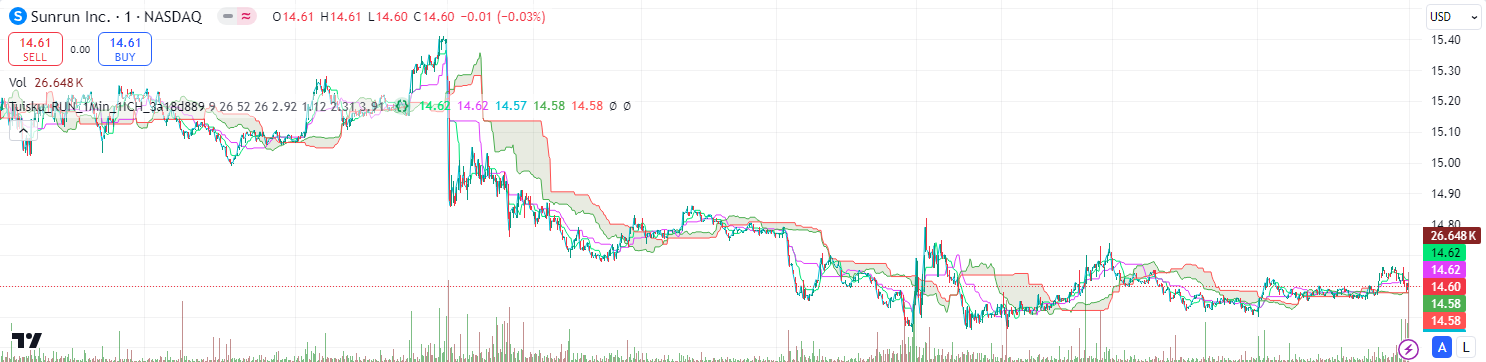 Sunrun Inc. · 1 · NASDAQ O14.61 H14.61 L14.60 C14.60 −0.01 (−0.03%)
14.61 SELL 0.00 14.61 BUY
Vol 26.648 K
Tuisku_RUN_1Min_1ICH_3a18d889 9 26 52 26 2.92 1.12 2.31 3.91 14.62 14.62 14.57 14.58 14.58 Ø Ø
USD
15.40
15.30
15.20
15.10
15.00
14.90
14.80
26.648 K
14.62
14.62
14.60
14.58
14.58
A L